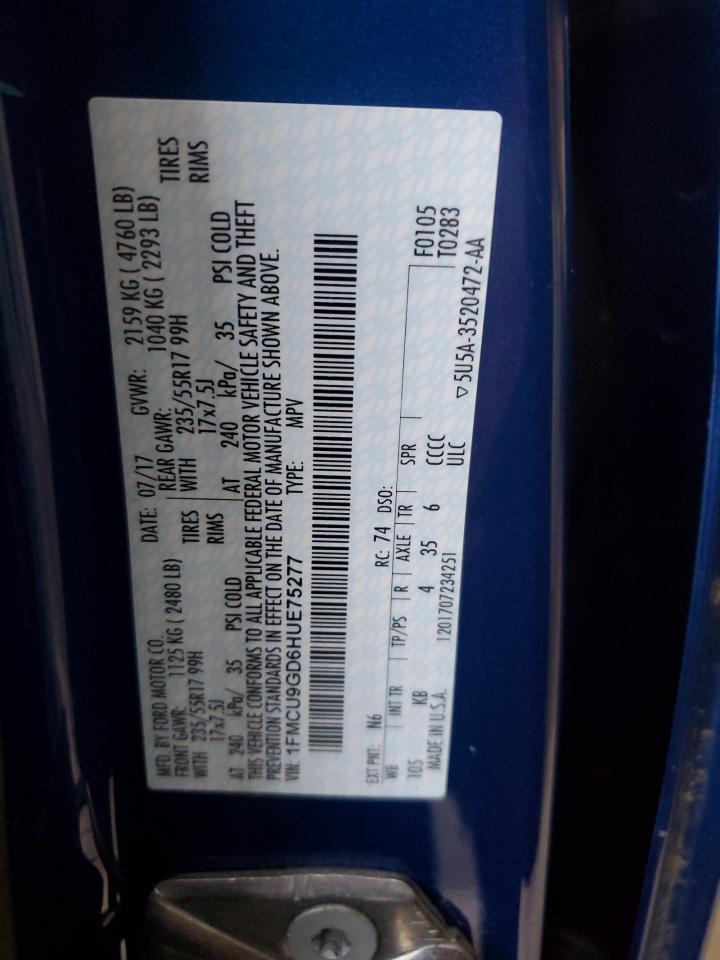 MFD. BY FORD MOTOR CO. DATE: 07/17 GVWR: 2159 KG ( 4760 LB)
FRONT GAWR: 1125 KG ( 2480 LB) REAR GAWR: 1040 KG ( 2293 LB)
WITH 235/55R17 99H TIRES WITH 235/55R17 99H TIRES
17x7.5J RIMS 17x7.5J RIMS
AT 240 kPa/ 35 PSI COLD AT 240 kPa/ 35 PSI COLD
THIS VEHICLE CONFORMS TO ALL APPLICABLE FEDERAL MOTOR VEHICLE SAFETY AND THEFT
PREVENTION STANDARDS IN EFFECT ON THE DATE OF MANUFACTURE SHOWN ABOVE.
VIN: 1FMCU9GD6HUE75277 TYPE: MPV
EXT PNT: N6 RC: 74 DSO:
WB INT TR TP/PS R AXLE TR SPR F0105
105 KB 4 35 6 CCCC T0283
MADE IN U.S.A. 1201707234251 ULC
▽5U5A-3520472-AA